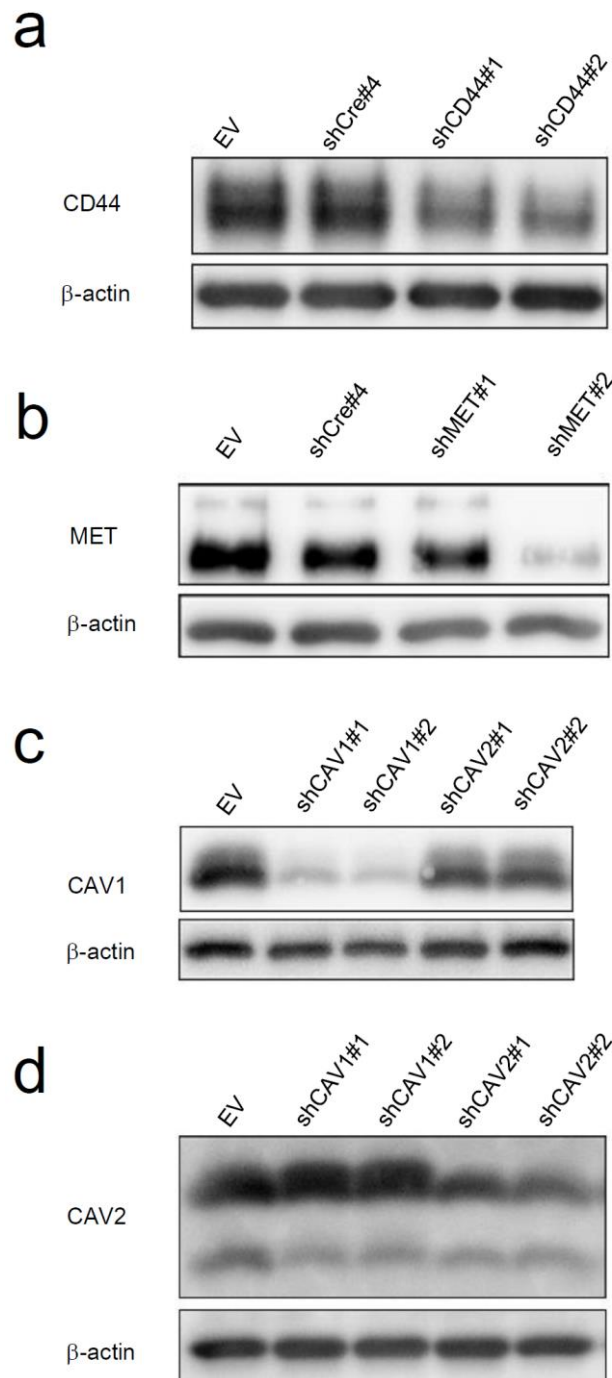 a
EV shCre#4 shCD44#1 shCD44#2
CD44
β-actin
b
EV shCre#4 shMET#1 shMET#2
MET
β-actin
c
EV shCAV1#1 shCAV1#2 shCAV2#1 shCAV2#2
CAV1
β-actin
d
EV shCAV1#1 shCAV1#2 shCAV2#1 shCAV2#2
CAV2
β-actin